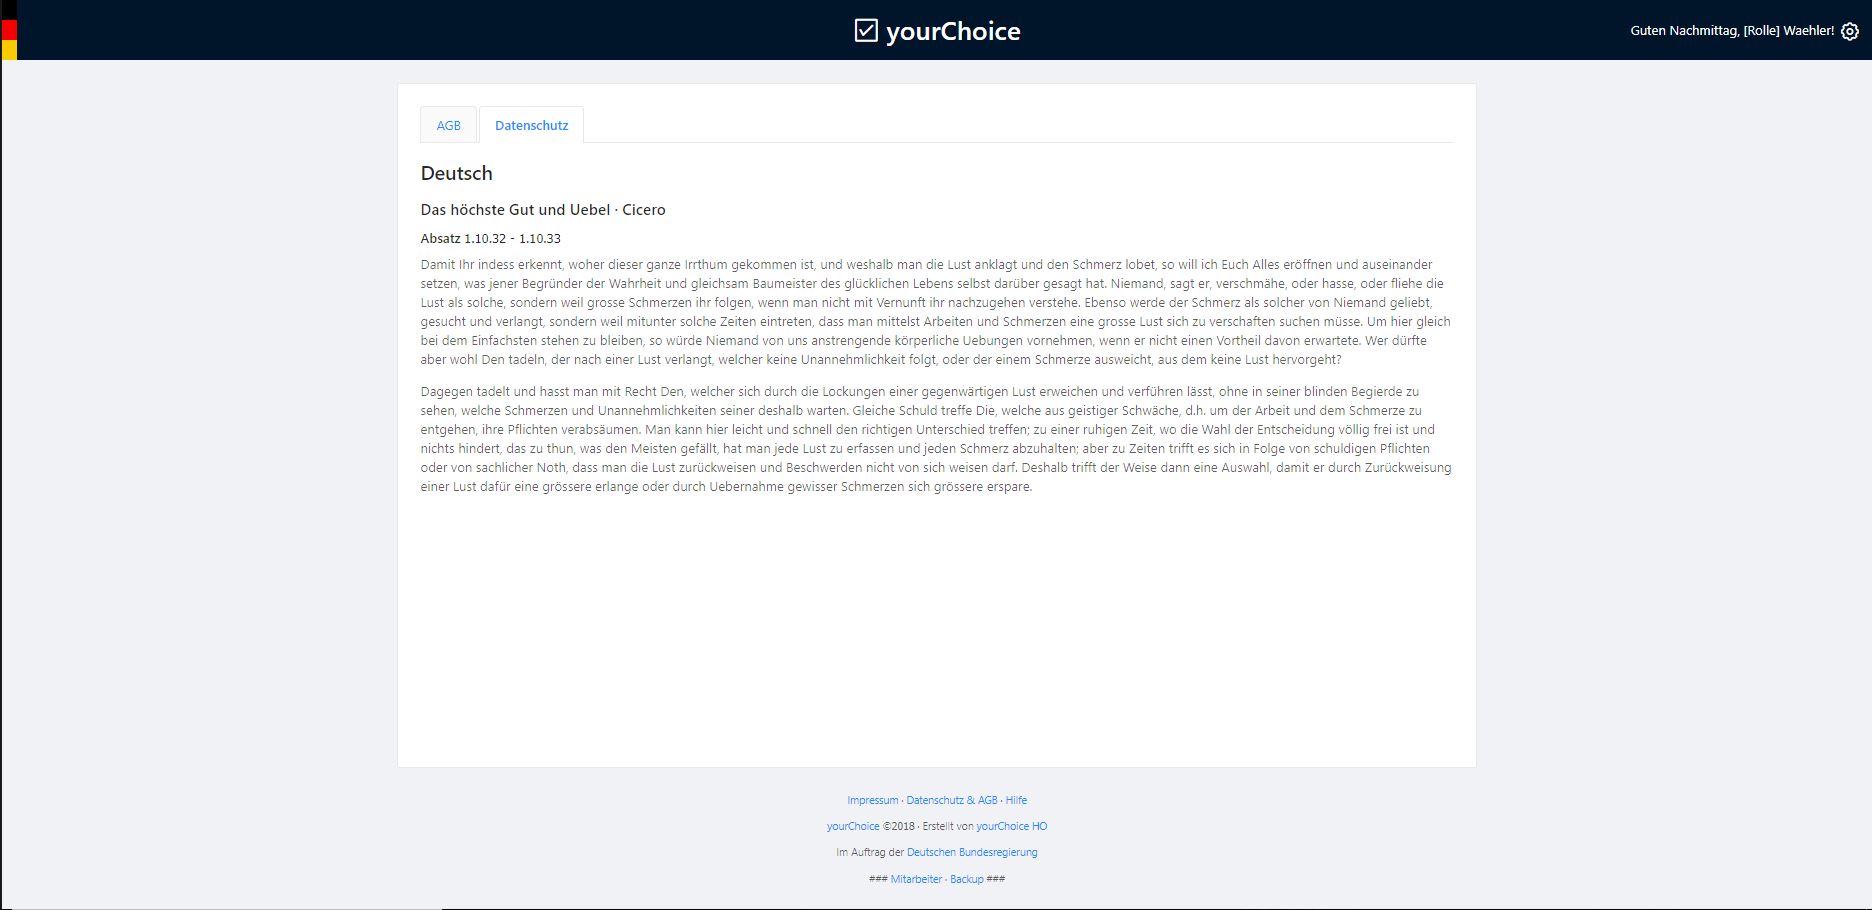 yourChoice
Guten Nachmittag, [Rolle] Waehler!
AGB
Datenschutz
Deutsch
Das höchste Gut und Uebel · Cicero
Absatz 1.10.32 - 1.10.33
Damit Ihr indess erkennt, woher dieser ganze Irrthum gekommen ist, und weshalb man die Lust anklagt und den Schmerz lobet, so will ich Euch Alles eröffnen und auseinander
setzen, was jener Begründer der Wahrheit und gleichsam Baumeister des glücklichen Lebens selbst darüber gesagt hat. Niemand, sagt er, verschmähe, oder hasse, oder fliehe die
Lust als solche, sondern weil grosse Schmerzen ihr folgen, wenn man nicht mit Vernunft ihr nachzugehen verstehe. Ebenso werde der Schmerz als solcher von Niemand geliebt,
gesucht und verlangt, sondern weil mitunter solche Zeiten eintreten, dass man mittelst Arbeiten und Schmerzen eine grosse Lust sich zu verschaften suchen müsse. Um hier gleich
bei dem Einfachsten stehen zu bleiben, so würde Niemand von uns anstrengende körperliche Uebungen vornehmen, wenn er nicht einen Vortheil davon erwartete. Wer dürfte
aber wohl Den tadeln, der nach einer Lust verlangt, welcher keine Unannehmlichkeit folgt, oder der einem Schmerze ausweicht, aus dem keine Lust hervorgeht?
Dagegen tadelt und hasst man mit Recht Den, welcher sich durch die Lockungen einer gegenwärtigen Lust erweichen und verführen lässt, ohne in seiner blinden Begierde zu
sehen, welche Schmerzen und Unannehmlichkeiten seiner deshalb warten. Gleiche Schuld treffe Die, welche aus geistiger Schwäche, d.h. um der Arbeit und dem Schmerze zu
entgehen, ihre Pflichten verabsäumen. Man kann hier leicht und schnell den richtigen Unterschied treffen; zu einer ruhigen Zeit, wo die Wahl der Entscheidung völlig frei ist und
nichts hindert, das zu thun, was den Meisten gefällt, hat man jede Lust zu erfassen und jeden Schmerz abzuhalten; aber zu Zeiten trifft es sich in Folge von schuldigen Pflichten
oder von sachlicher Noth, dass man die Lust zurückweisen und Beschwerden nicht von sich weisen darf. Deshalb trifft der Weise dann eine Auswahl, damit er durch Zurückweisung
einer Lust dafür eine grössere erlange oder durch Uebernahme gewisser Schmerzen sich grössere erspare.
Impressum · Datenschutz & AGB · Hilfe
yourChoice ©2018 · Erstellt von yourChoice HO
Im Auftrag der Deutschen Bundesregierung
### Mitarbeiter · Backup ###